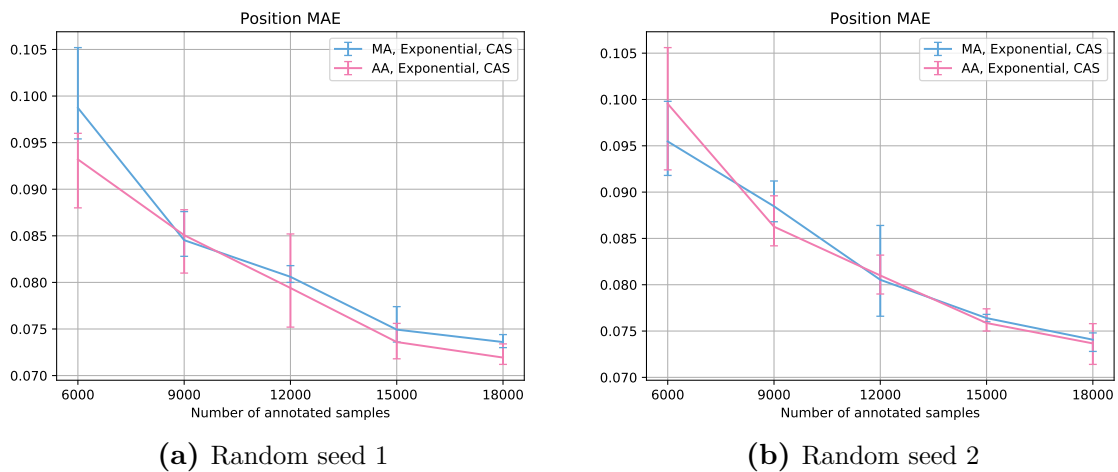 Position MAE
MA, Exponential, CAS
AA, Exponential, CAS
0.105
0.100
0.095
0.090
0.085
0.080
0.075
0.070
6000 9000 12000 15000 18000
Number of annotated samples
(a) Random seed 1
Position MAE
MA, Exponential, CAS
AA, Exponential, CAS
0.105
0.100
0.095
0.090
0.085
0.080
0.075
0.070
6000 9000 12000 15000 18000
Number of annotated samples
(b) Random seed 2